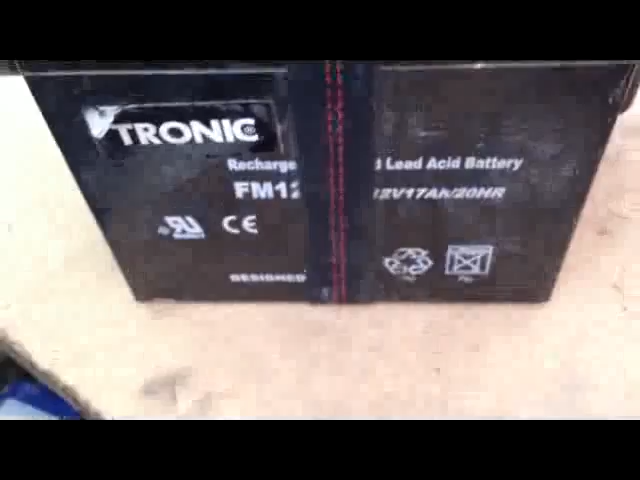 TRONIC®
Recharge d Lead Acid Battery
FM12 12V17Ah/20HR
CE
DESIGNED